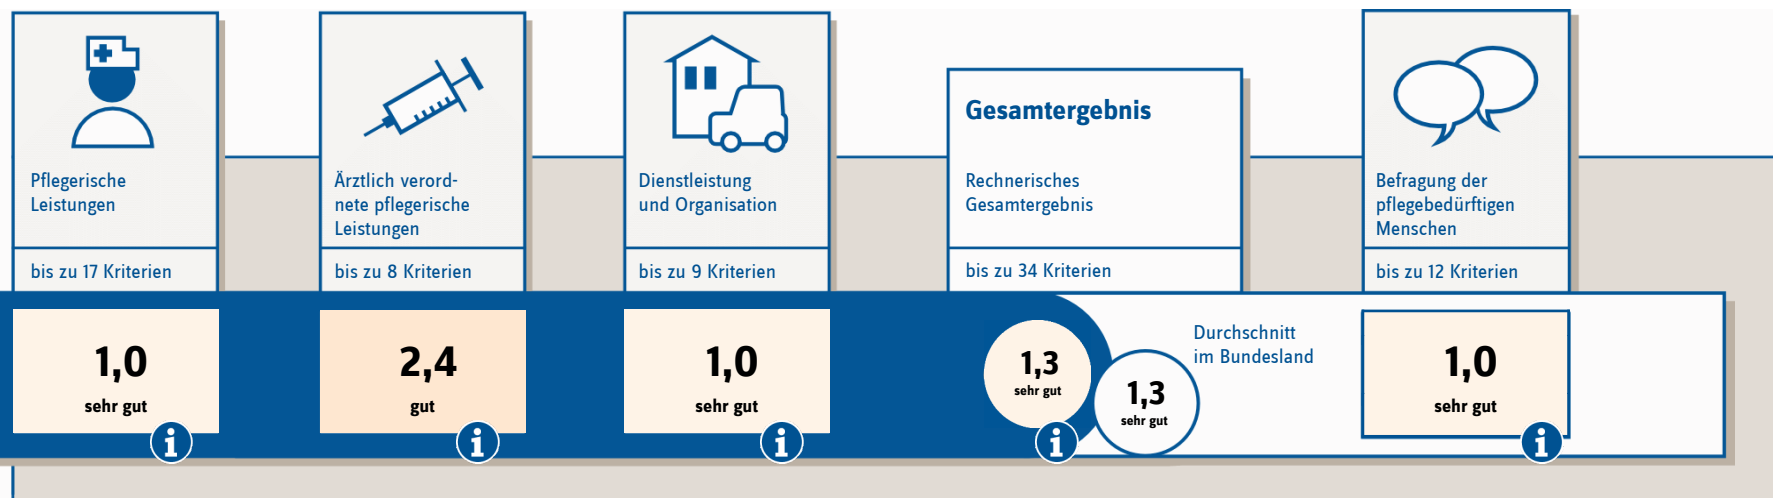 Pflegerische
Leistungen
bis zu 17 Kriterien
1,0
sehr gut
i
Ärztlich verord-
nete pflegerische
Leistungen
bis zu 8 Kriterien
2,4
gut
i
Dienstleistung
und Organisation
bis zu 9 Kriterien
1,0
sehr gut
i
Gesamtergebnis
Rechnerisches
Gesamtergebnis
bis zu 34 Kriterien
1,3
sehr gut
i
Durchschnitt
im Bundesland
1,3
sehr gut
Befragung der
pflegebedürftigen
Menschen
bis zu 12 Kriterien
1,0
sehr gut
i